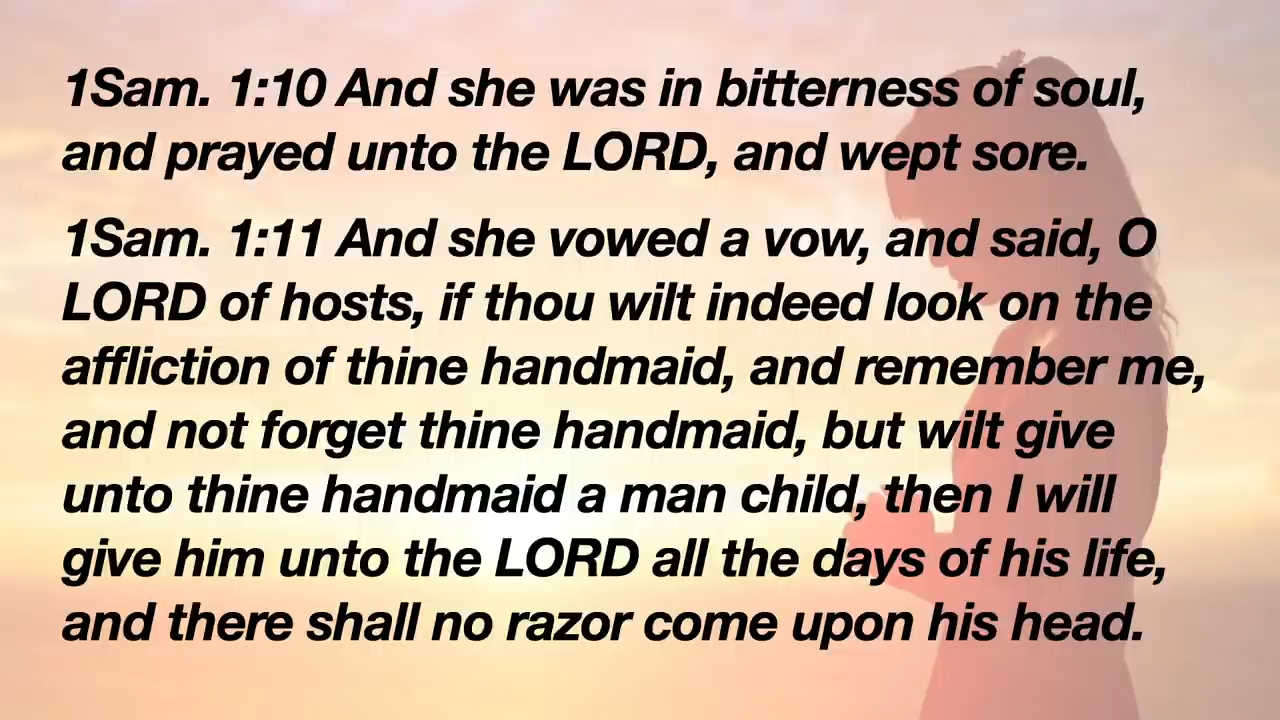 1Sam. 1:10 And she was in bitterness of soul,
and prayed unto the LORD, and wept sore.
1Sam. 1:11 And she vowed a vow, and said, O
LORD of hosts, if thou wilt indeed look on the
affliction of thine handmaid, and remember me,
and not forget thine handmaid, but wilt give
unto thine handmaid a man child, then I will
give him unto the LORD all the days of his life,
and there shall no razor come upon his head.